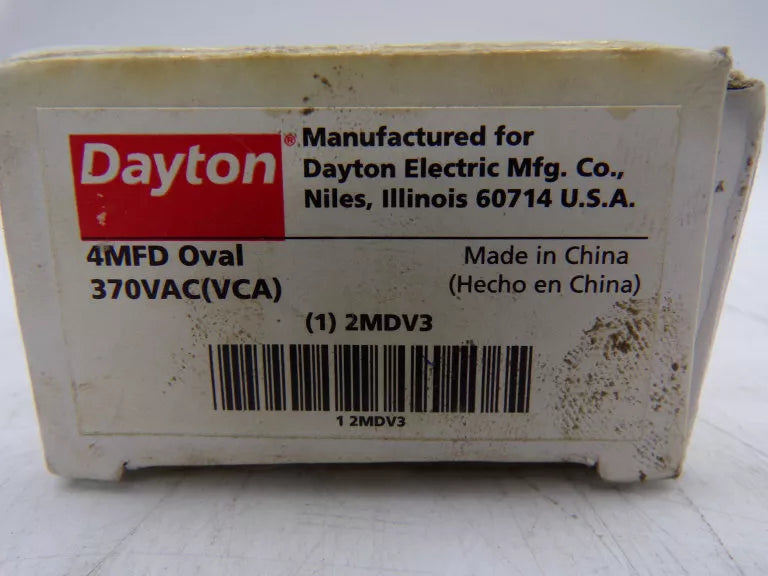 Dayton®
Manufactured for
Dayton Electric Mfg. Co.,
Niles, Illinois 60714 U.S.A.
4MFD Oval
370VAC(VCA)
Made in China
(Hecho en China)
(1) 2MDV3
1 2MDV3